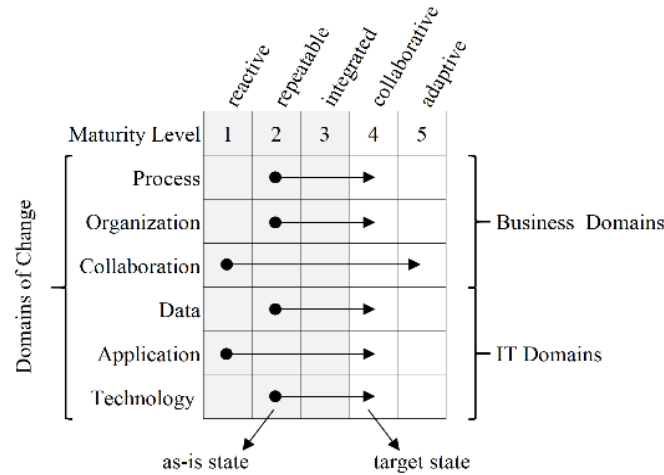 reactive
repeatable
integrated
collaborative
adaptive
Maturity Level 1 2 3 4 5
Process
Organization
Collaboration
Data
Application
Technology
Domains of Change
Business Domains
IT Domains
as-is state
target state